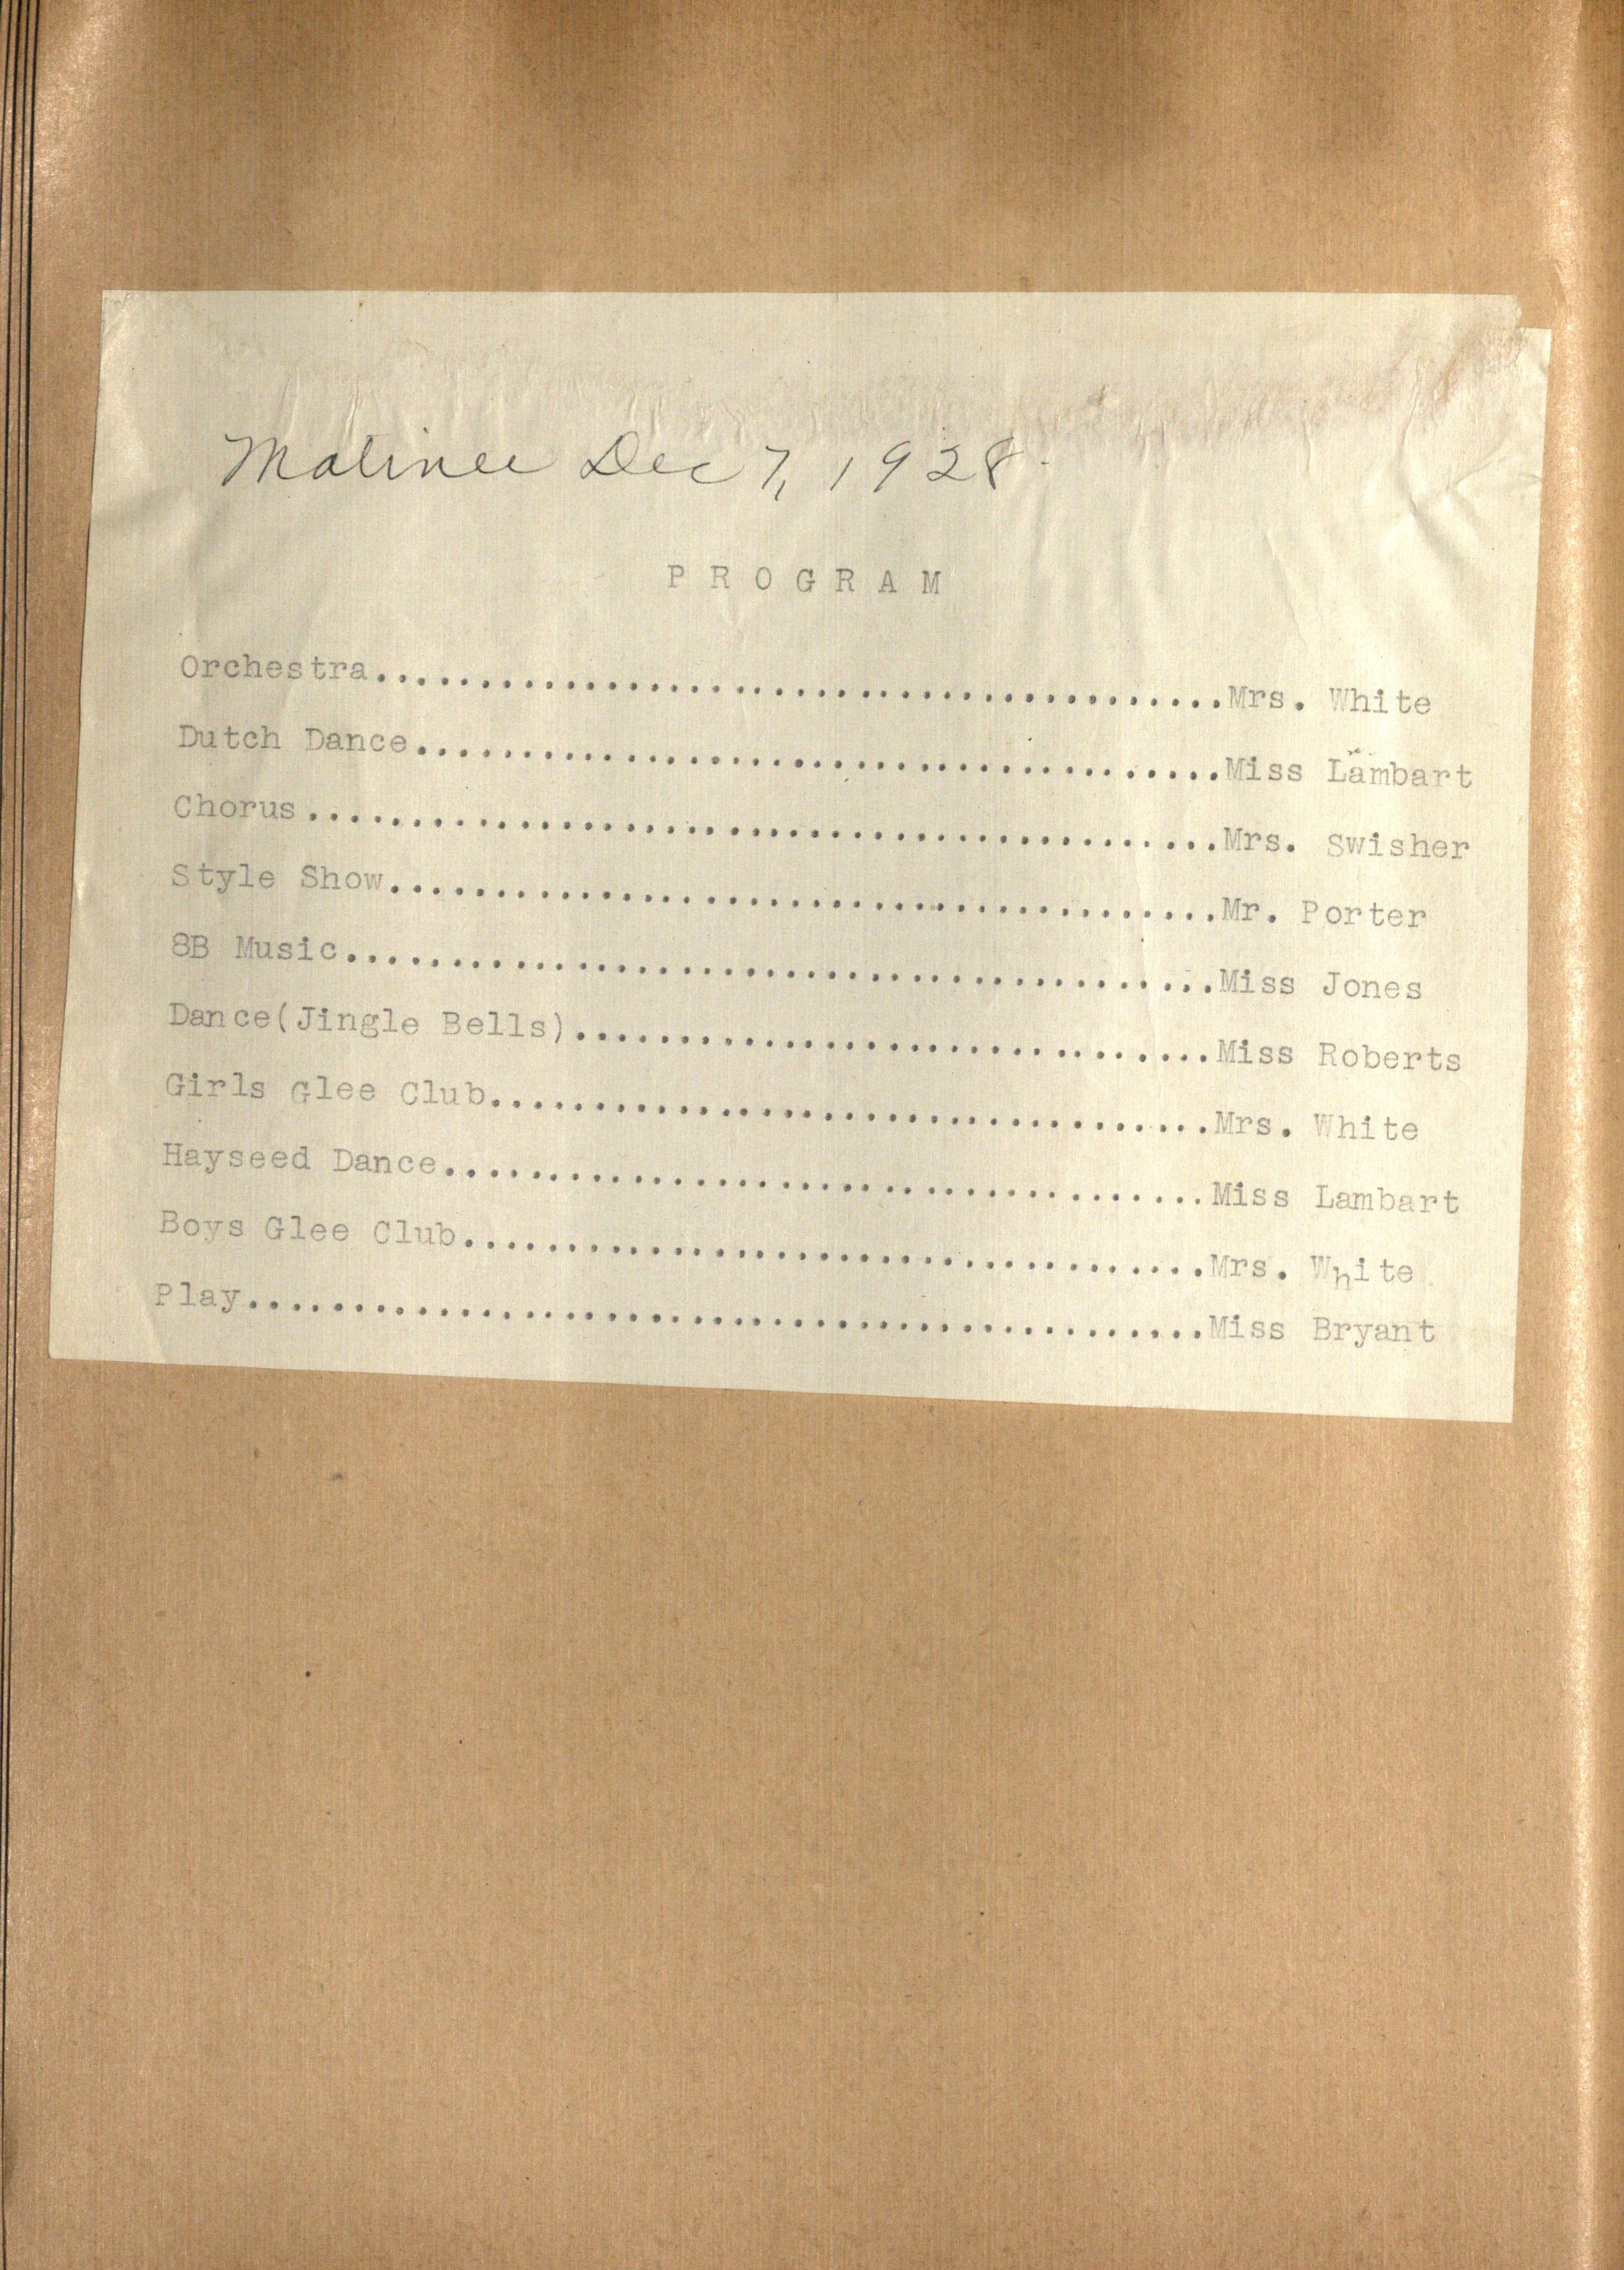 Matinee Dec 7, 1928.
P R O G R A M
Orchestra.........................................Mrs. White
Dutch Dance.......................................Miss Lambart
Chorus............................................Mrs. Swisher
Style Show........................................Mr. Porter
8B Music..........................................Miss Jones
Dance(Jingle Bells)...............................Miss Roberts
Girls Glee Club...................................Mrs. White
Hayseed Dance.....................................Miss Lambart
Boys Glee Club....................................Mrs. White
Play..............................................Miss Bryant